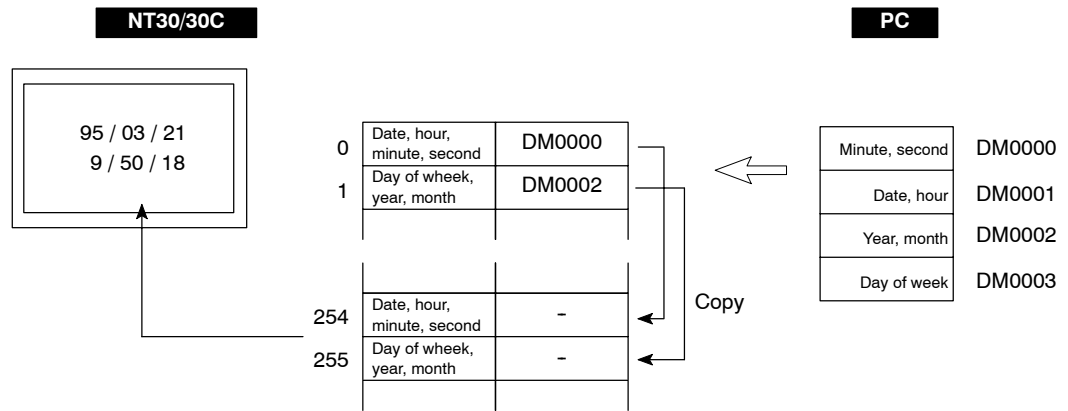 NT30/30C
PC
95 / 03 / 21
9 / 50 / 18
0
Date, hour,
minute, second
DM0000
1
Day of wheek,
year, month
DM0002
254
Date, hour,
minute, second
-
255
Day of wheek,
year, month
-
Copy
Minute, second
DM0000
Date, hour
DM0001
Year, month
DM0002
Day of week
DM0003